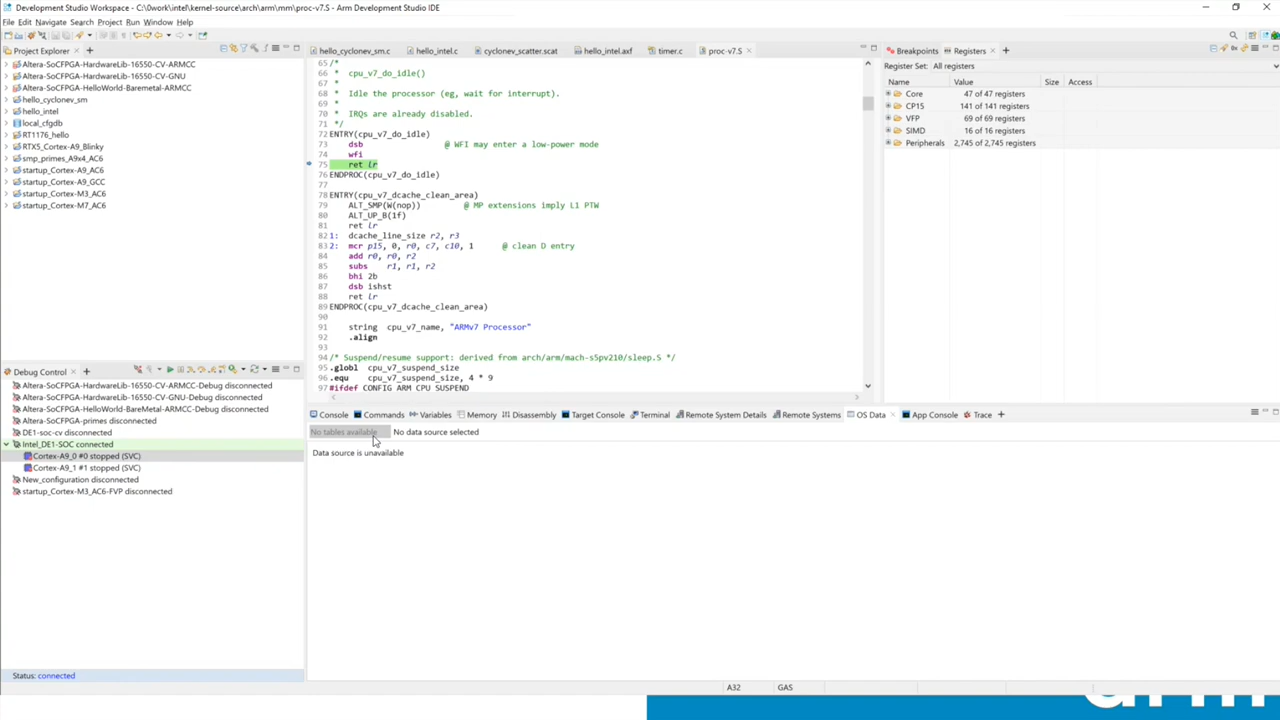 Development Studio Workspace - C:\0work\intel\kernel-source\arch\arm\mm\proc-v7.S - Arm Development Studio IDE
File Edit Navigate Search Project Run Window Help
Project Explorer
Altera-SoCFPGA-HardwareLib-16550-CV-ARMCC
Altera-SoCFPGA-HardwareLib-16550-CV-GNU
Altera-SoCFPGA-HelloWorld-Baremetal-ARMCC
hello_cyclonev_sm
hello_intel
local_cfgdb
RT1176_hello
RTX5_Cortex-A9_Blinky
smp_primes_A9x4_AC6
startup_Cortex-A9_AC6
startup_Cortex-A9_GCC
startup_Cortex-M3_AC6
startup_Cortex-M7_AC6
hello_cyclonev_sm.c hello_intel.c cyclonev_scatter.scat hello_intel.axf timer.c proc-v7.S
65 /*
66 * cpu_v7_do_idle()
67 *
68 * Idle the processor (eg, wait for interrupt).
69 *
70 * IRQs are already disabled.
71 */
72 ENTRY(cpu_v7_do_idle)
73 dsb @ WFI may enter a low-power mode
74 wfi
75 ret lr
76 ENDPROC(cpu_v7_do_idle)
77
78 ENTRY(cpu_v7_dcache_clean_area)
79 ALT_SMP(W(nop)) @ MP extensions imply L1 PTW
80 ALT_UP_B(1f)
81 ret lr
82 1: dcache_line_size r2, r3
83 2: mcr p15, 0, r0, c7, c10, 1 @ clean D entry
84 add r0, r0, r2
85 subs r1, r1, r2
86 bhi 2b
87 dsb ishst
88 ret lr
89 ENDPROC(cpu_v7_dcache_clean_area)
90
91 string cpu_v7_name, "ARMv7 Processor"
92 .align
93
94 /* Suspend/resume support: derived from arch/arm/mach-s5pv210/sleep.S */
95 .globl cpu_v7_suspend_size
96 .equ cpu_v7_suspend_size, 4 * 9
97 #ifdef CONFIG ARM CPU SUSPEND
Breakpoints Registers
Register Set: All registers
Name Value Size Access
Core 47 of 47 registers
CP15 141 of 141 registers
VFP 69 of 69 registers
SIMD 16 of 16 registers
Peripherals 2,745 of 2,745 registers
Debug Control
Altera-SoCFPGA-HardwareLib-16550-CV-ARMCC-Debug disconnected
Altera-SoCFPGA-HardwareLib-16550-CV-GNU-Debug disconnected
Altera-SoCFPGA-HelloWorld-BareMetal-ARMCC-Debug disconnected
Altera-SoCFPGA-primes disconnected
DE1-soc-cv disconnected
Intel_DE1-SOC connected
Cortex-A9_0 #0 stopped (SVC)
Cortex-A9_1 #1 stopped (SVC)
New_configuration disconnected
startup_Cortex-M3_AC6-FVP disconnected
Status: connected
Console Commands Variables Memory Disassembly Target Console Terminal Remote System Details Remote Systems OS Data App Console Trace
No tables available No data source selected
Data source is unavailable
A32 GAS